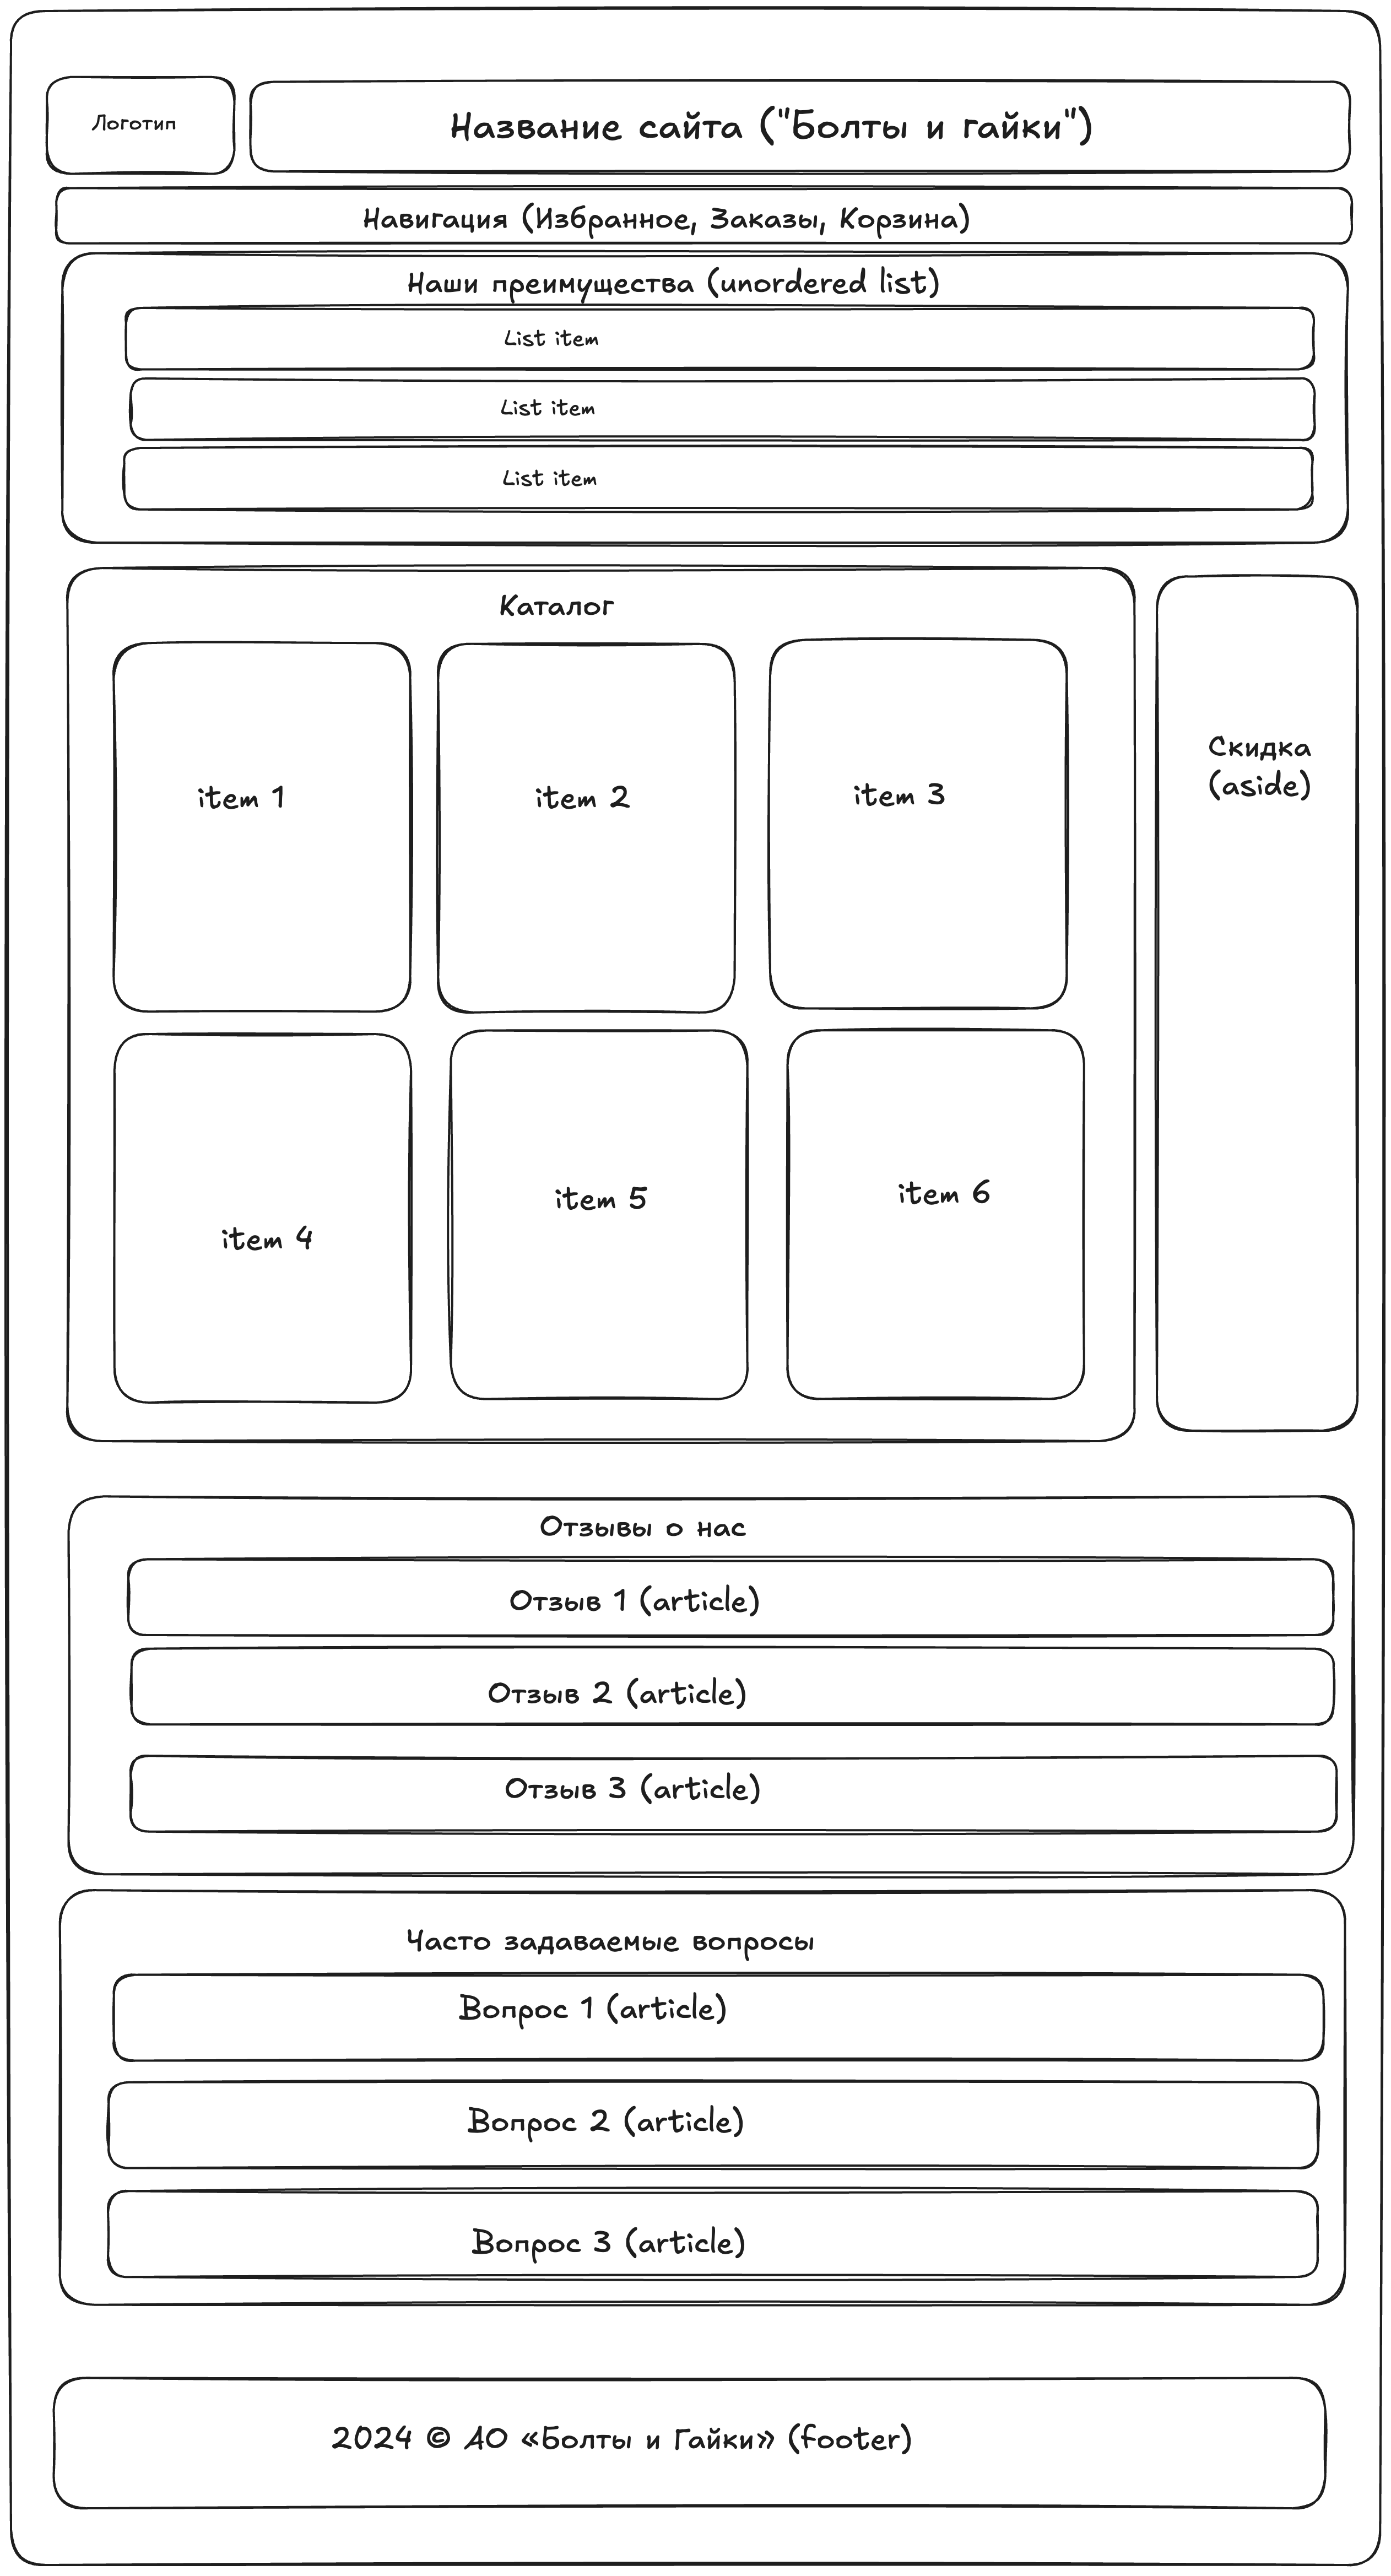 Логотип
Название сайта ("Болты и гайки")
Навигация (Избранное, Заказы, Корзина)
Наши преимущества (unordered list)
List item
List item
List item
Каталог
item 1
item 2
item 3
Скидка
(aside)
item 4
item 5
item 6
Отзывы о нас
Отзыв 1 (article)
Отзыв 2 (article)
Отзыв 3 (article)
Часто задаваемые вопросы
Вопрос 1 (article)
Вопрос 2 (article)
Вопрос 3 (article)
2024 © АО «Болты и Гайки» (footer)